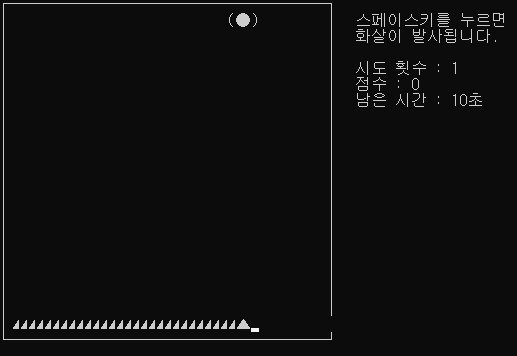 (●)
스페이스키를 누르면
화살이 발사됩니다.
시도 횟수 : 1
점수 : 0
남은 시간 : 10초